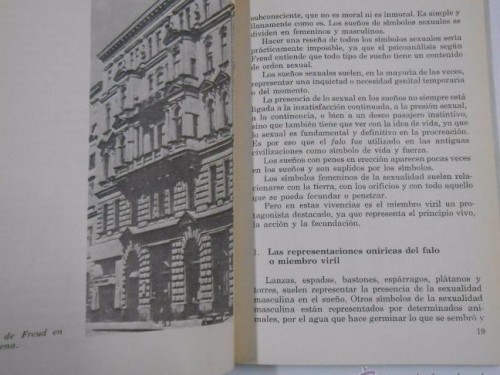 de Freud en
subconsciente, que no es moral ni inmoral. Es simple y
llanamente como es. Los sueños de símbolos sexuales se
dividen en femeninos y masculinos.
Hacer una reseña de todos los símbolos sexuales sería
prácticamente imposible, ya que el psicoanálisis según
Freud entiende que todo tipo de sueño tiene un contenido
de orden sexual.
Los sueños sexuales suelen, en la mayoría de las veces,
representar una inquietud o necesidad genital temporaria
o del momento.
La presencia de lo sexual en los sueños no siempre está
ligada a la insatisfacción continuada, a la presión sexual,
a la continencia, o bien a un deseo pasajero instintivo,
sino que también tiene que ver con la idea de vida, ya que
lo sexual es fundamental y definitivo en la procreación.
Es por eso que el falo fue utilizado en las antiguas
civilizaciones como símbolo de vida y fuerza.
Los sueños con penes en erección aparecen pocas veces
en los sueños y son suplidos por los símbolos.
Los símbolos femeninos de la sexualidad suelen rela-
cionarse con la tierra, con los orificios y con todo aquello
que se pueda fecundar o penetrar.
Pero en estas vivencias es el miembro viril un pro-
tagonista destacado, ya que representa el principio vivo,
la acción y la fecundación.
1. Las representaciones oníricas del falo
o miembro viril
Lanzas, espadas, bastones, espárragos, plátanos y
torres, suelen representar la presencia de la sexualidad
masculina en el sueño. Otros símbolos de la sexualidad
masculina están representados por determinados ani-
males, por el agua que hace germinar lo que se sembró y
19